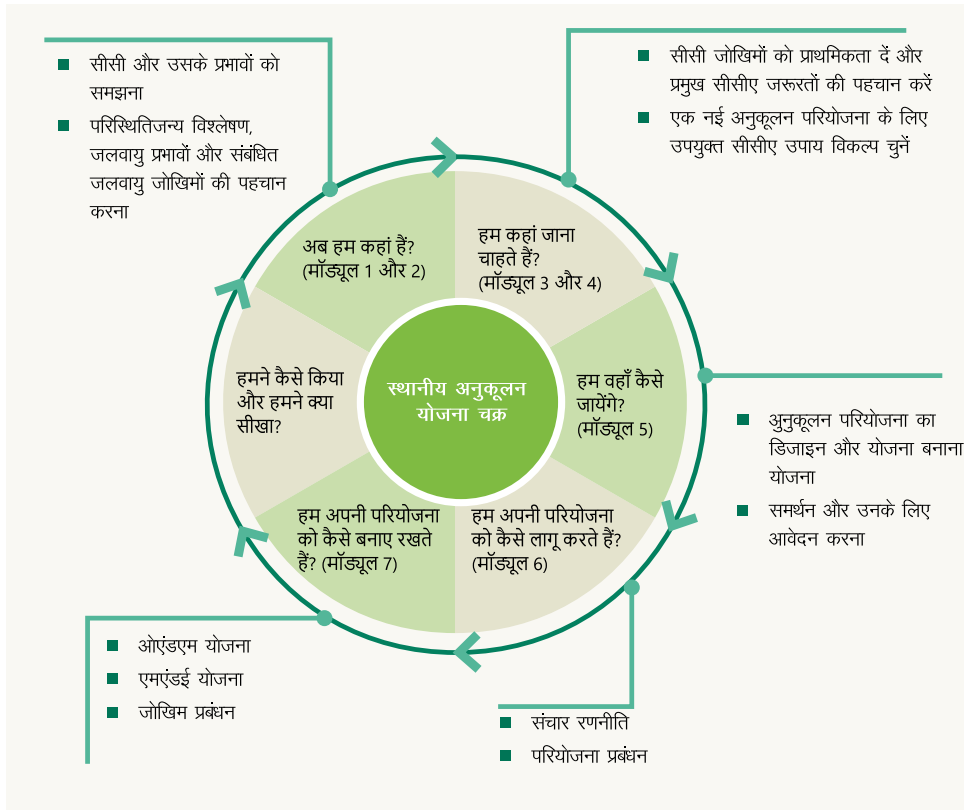 सीसी और उसके प्रभावों को
समझना
परिस्थितिजन्य विश्लेषण,
जलवायु प्रभावों और संबंधित
जलवायु जोखिमों की पहचान
करना
सीसी जोखिमों को प्राथमिकता दें और
प्रमुख सीसीए जरूरतों की पहचान करें
एक नई अनुकूलन परियोजना के लिए
उपयुक्त सीसीए उपाय विकल्प चुनें
अब हम कहां हैं?
(मॉड्यूल 1 और 2)
हम कहां जाना
चाहते हैं?
(मॉड्यूल 3 और 4)
हमने कैसे किया
और हमने क्या
सीखा?
स्थानीय अनुकूलन
योजना चक्र
हम वहाँ कैसे
जायेंगे?
(मॉड्यूल 5)
अुनुकूलन परियोजना का
डिजाइन और योजना बनाना
योजना
समर्थन और उनके लिए
आवेदन करना
हम अपनी परियोजना
को कैसे बनाए रखते
हैं? (मॉड्यूल 7)
हम अपनी परियोजना
को कैसे लागू करते हैं?
(मॉड्यूल 6)
ओएंडएम योजना
एमएंडई योजना
जोखिम प्रबंधन
संचार रणनीति
परियोजना प्रबंधन